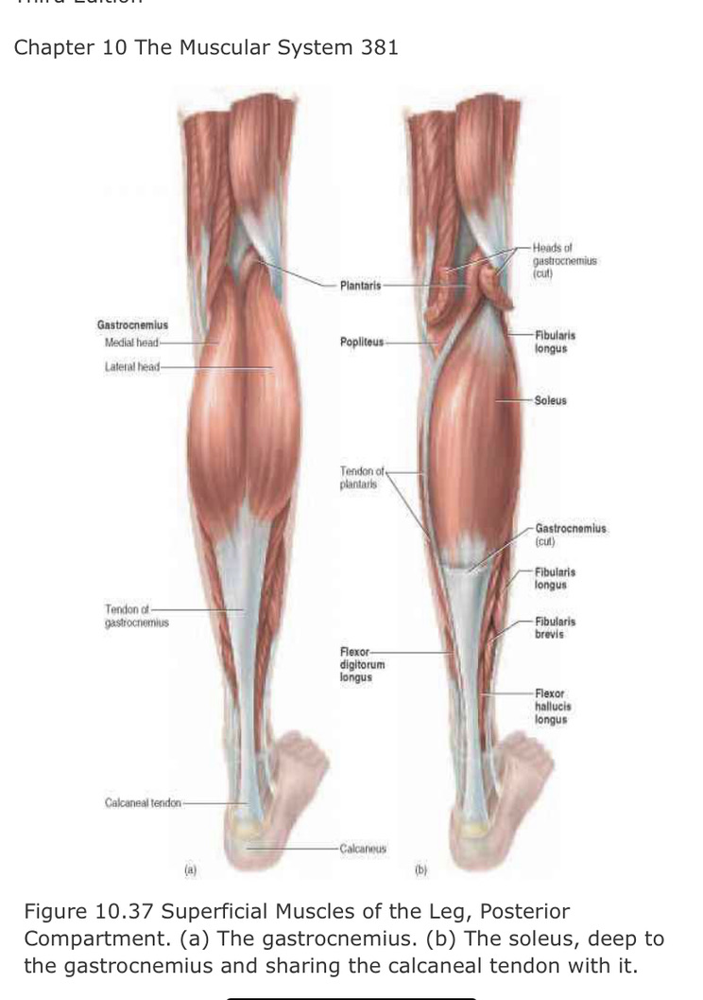 Third Edition
Chapter 10 The Muscular System 381
Heads of
gastrocnemius
(cut)
Plantaris
Gastrocnemius
Medial head
Popliteus
Fibularis
longus
Lateral head
Soleus
Tendon of
plantaris
Gastrocnemius
(cut)
Fibularis
longus
Tendon of
gastrocnemius
Fibularis
brevis
Flexor
digitorum
longus
Flexor
hallucis
longus
Calcaneal tendon
Calcaneus
(a)
(b)
Figure 10.37 Superficial Muscles of the Leg, Posterior
Compartment. (a) The gastrocnemius. (b) The soleus, deep to
the gastrocnemius and sharing the calcaneal tendon with it.